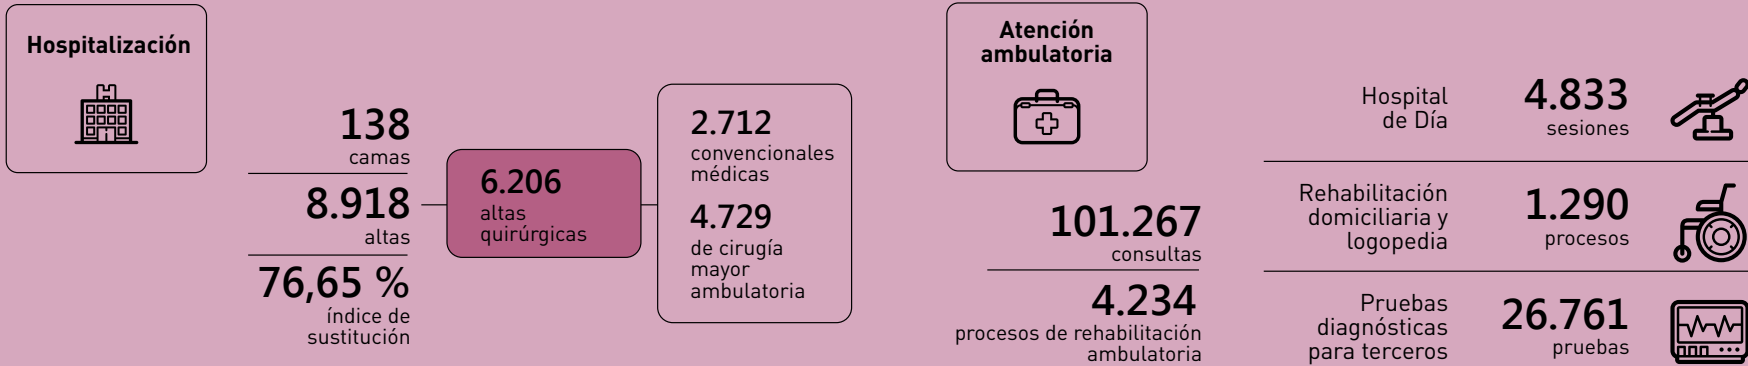 Hospitalización
138
camas
8.918
altas
76,65 %
índice de
sustitución
6.206
altas
quirúrgicas
2.712
convencionales
médicas
4.729
de cirugía
mayor
ambulatoria
Atención
ambulatoria
101.267
consultas
4.234
procesos de rehabilitación
ambulatoria
Hospital
de Día
4.833
sesiones
Rehabilitación
domiciliaria y
logopedia
1.290
procesos
Pruebas
diagnósticas
para terceros
26.761
pruebas